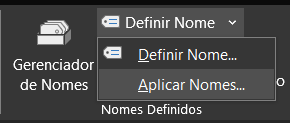 Definir Nome
Definir Nome...
Aplicar Nomes...
Gerenciador
de Nomes
o
Nomes Definidos